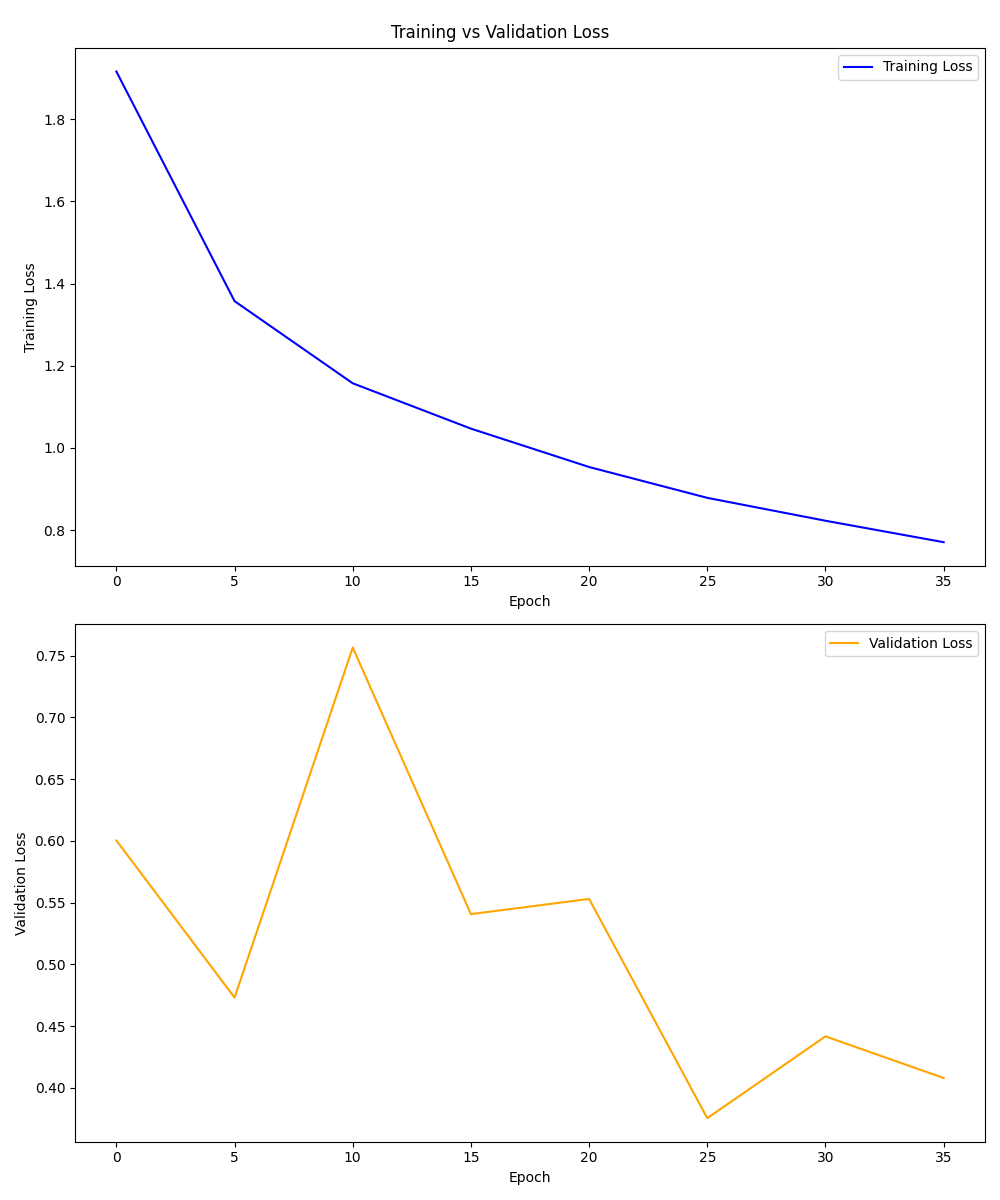 Training vs Validation Loss
Training Loss
1.8
1.6
1.4
1.2
1.0
0.8
Training Loss
0 5 10 15 20 25 30 35
Epoch
Validation Loss
0.75
0.70
0.65
0.60
0.55
0.50
0.45
0.40
Validation Loss
0 5 10 15 20 25 30 35
Epoch